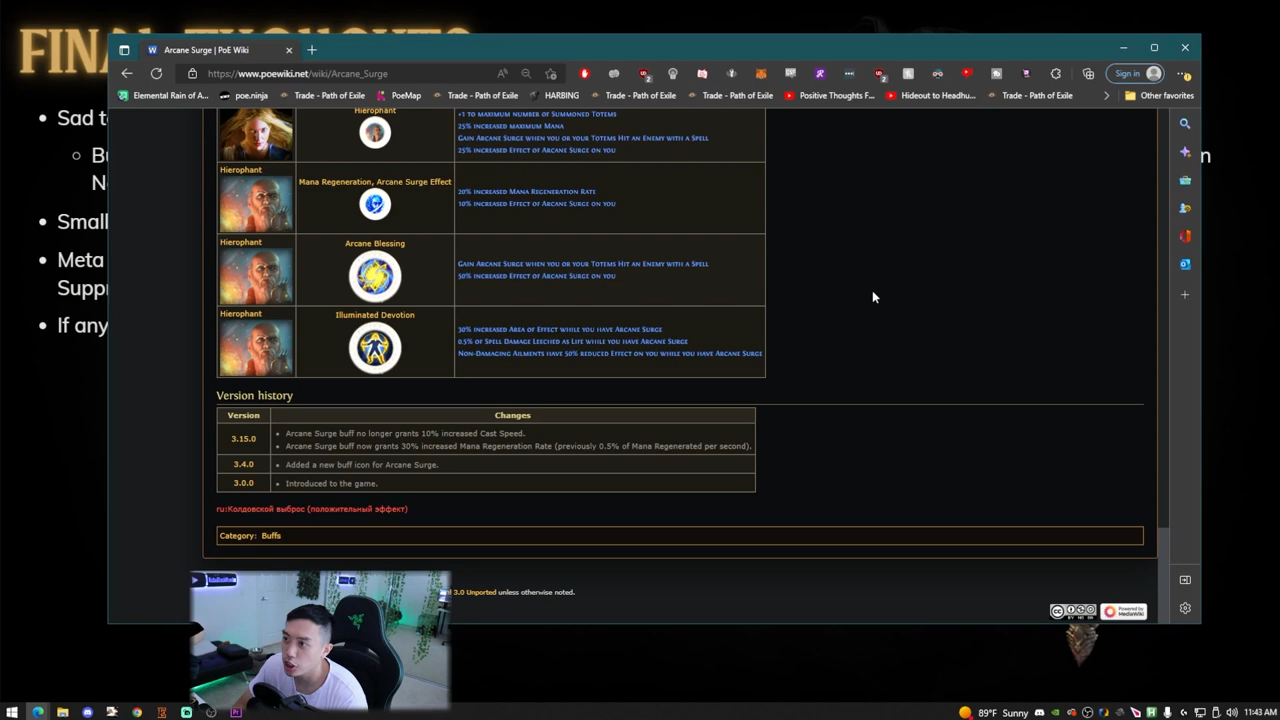 FINAL THOUGHTS
Arcane Surge | PoE Wiki
https://www.poewiki.net/wiki/Arcane_Surge
Sign in
Elemental Rain of A...
poe.ninja
Trade - Path of Exile
PoeMap
Trade - Path of Exile
HARBING
Trade - Path of Exile
Trade - Path of Exile
Positive Thoughts F...
Hideout to Headhu...
Trade - Path of Exile
Other favorites
Sad t
Small
Meta
Suppr
If any
Hierophant
+1 to maximum number of Summoned Totems
25% increased maximum Mana
Gain Arcane Surge when you or your Totems Hit an Enemy with a Spell
25% increased Effect of Arcane Surge on you
Hierophant
Mana Regeneration, Arcane Surge Effect
20% increased Mana Regeneration Rate
10% increased Effect of Arcane Surge on you
Hierophant
Arcane Blessing
Gain Arcane Surge when you or your Totems Hit an Enemy with a Spell
50% increased Effect of Arcane Surge on you
Hierophant
Illuminated Devotion
30% increased Area of Effect while you have Arcane Surge
0.5% of Spell Damage Leeched as Life while you have Arcane Surge
Non-Damaging Ailments have 50% reduced Effect on you while you have Arcane Surge
Version history
Version Changes
3.15.0
Arcane Surge buff no longer grants 10% increased Cast Speed.
Arcane Surge buff now grants 30% increased Mana Regeneration Rate (previously 0.5% of Mana Regenerated per second).
3.4.0 Added a new buff icon for Arcane Surge.
3.0.0 Introduced to the game.
ru:Колдовской выброс (положительный эффект)
Category: Buffs
3.0 Unported unless otherwise noted.
Powered by
MediaWiki
89°F Sunny
11:43 AM